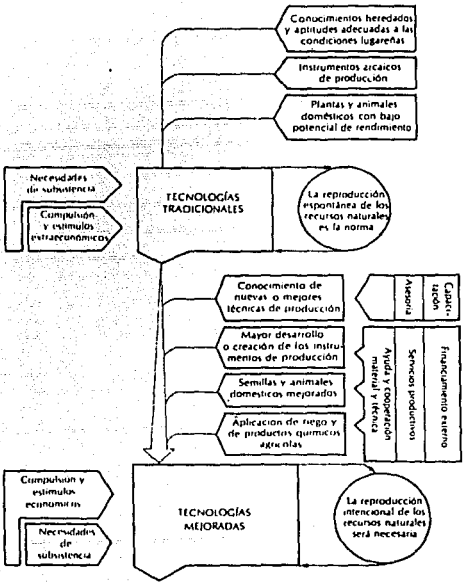 Conocimientos heredados
y aptitudes adecuadas a las
condiciones lugareñas
Instrumentos arcaicos
de producción
Plantas y animales
domésticos con bajo
potencial de rendimiento
Necesidades
de subsistencia
Compulsión
y estímulos
extraeconómicos
TECNOLOGÍAS
TRADICIONALES
La reproducción
espontánea de los
recursos naturales
es la norma
Conocimiento de
nuevas o mejores
técnicas de producción
Asesoría
Capaci-
tación
Mayor desarrollo
o creación de los instru-
mentos de producción
Semillas y animales
domesticos mejorados
Aplicacion de riego y
de productos químicos
agrícolas
Ayuda y cooperación
material y técnica
Servicios productivos
Financiamiento externo
Compulsión y
estímulos
económicos
Necesidades
de
subsistencia
TECNOLOGÍAS
MEJORADAS
La reproducción
intencional de los
recursos naturales
será necesaria